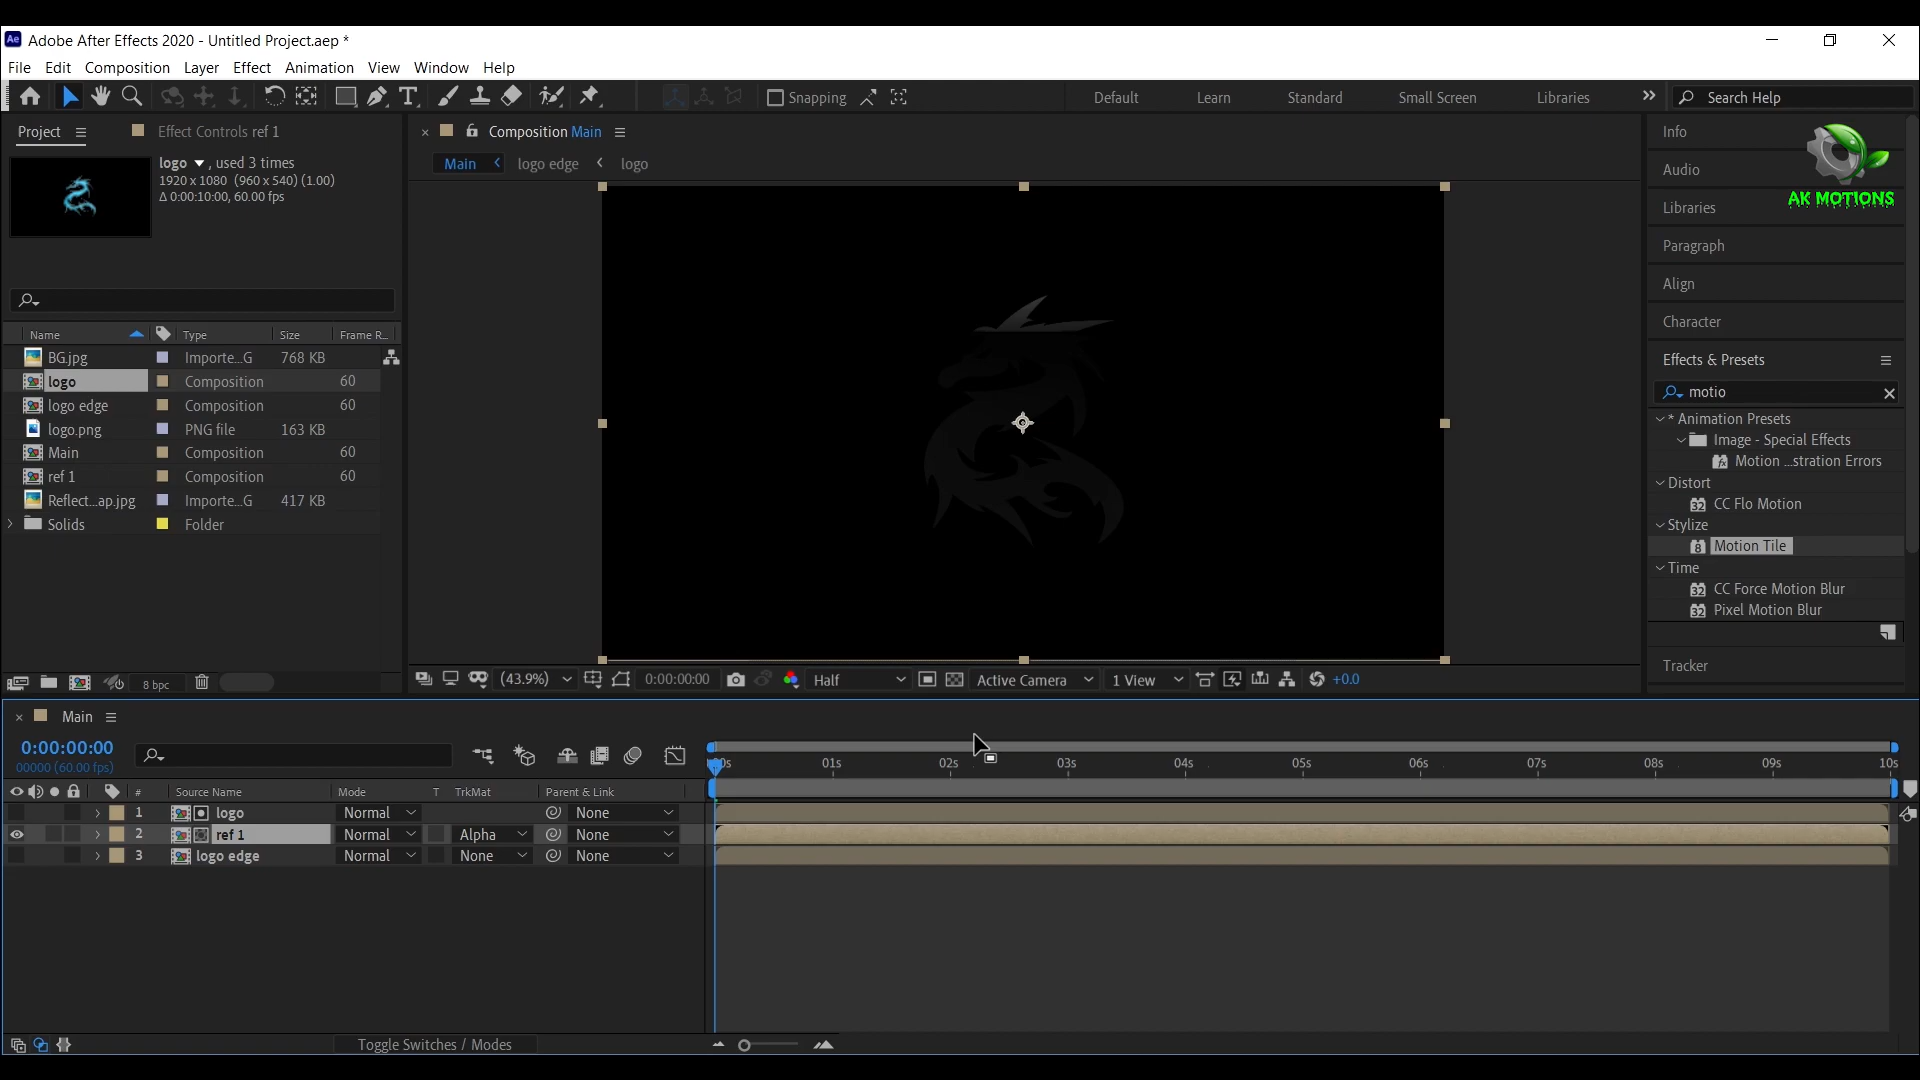 Ae Adobe After Effects 2020 - Untitled Project.aep *
File Edit Composition Layer Effect Animation View Window Help
Snapping Default Learn Standard Small Screen Libraries Search Help
Project Effect Controls ref 1
logo , used 3 times
1920 x 1080 (960 x 540) (1.00)
Δ 0:00:10:00, 60.00 fps
Name Type Size Frame R...
BG.jpg Importe...G 768 KB
logo Composition 60
logo edge Composition 60
logo.png PNG file 163 KB
Main Composition 60
ref 1 Composition 60
Reflect...ap.jpg Importe...G 417 KB
Solids Folder
8 bpc
Composition Main
Main logo edge logo
(43.9%) 0:00:00:00 Half Active Camera 1 View +0.0
Info
Audio
Libraries
AK MOTIONS
Paragraph
Align
Character
Effects & Presets
motio
* Animation Presets
Image - Special Effects
Motion ...stration Errors
Distort
32 CC Flo Motion
Stylize
8 Motion Tile
Time
32 CC Force Motion Blur
32 Pixel Motion Blur
Tracker
Main
0:00:00:00
00000 (60.00 fps)
01s 02s 03s 04s 05s 06s 07s 08s 09s 10s
# Source Name Mode T TrkMat Parent & Link
1 logo Normal None
2 ref 1 Normal Alpha None
3 logo edge Normal None None
Toggle Switches / Modes